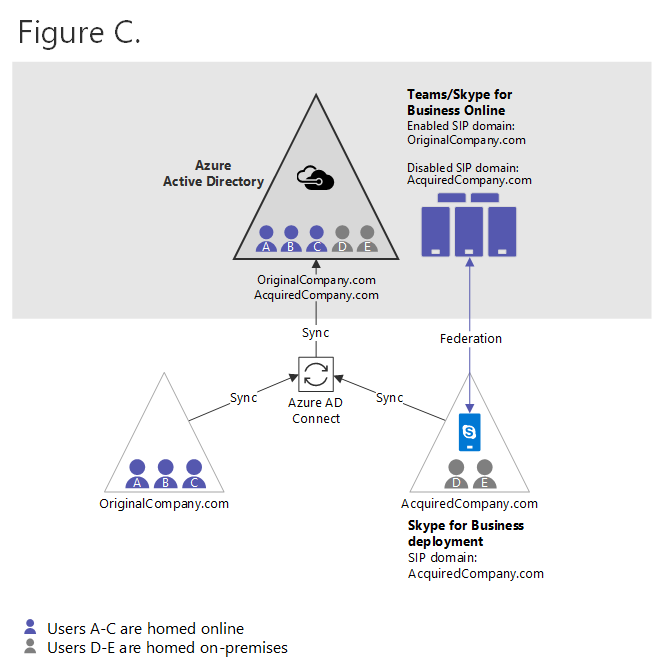 Figure C.
Teams/Skype for
Business Online
Enabled SIP domain:
OriginalCompany.com
Disabled SIP domain:
AcquiredCompany.com
Azure
Active Directory
A B C D E
OriginalCompany.com
AcquiredCompany.com
Sync
Federation
Sync
Azure AD
Connect
Sync
A B C
OriginalCompany.com
S
D E
AcquiredCompany.com
Skype for Business
deployment
SIP domain:
AcquiredCompany.com
Users A-C are homed online
Users D-E are homed on-premises